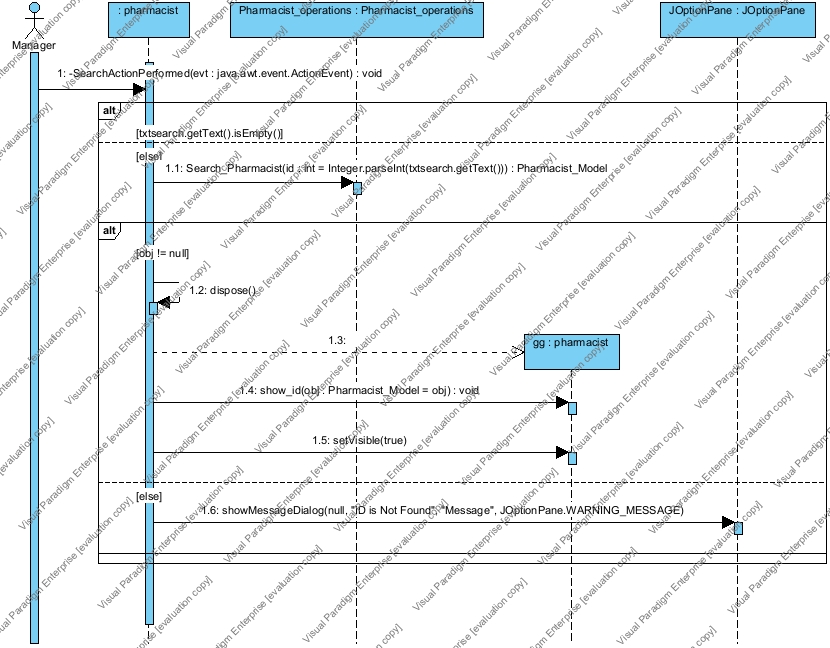 : pharmacist
Pharmacist_operations : Pharmacist_operations
JOptionPane : JOptionPane
Manager
1: -SearchActionPerformed(evt : java.awt.event.ActionEvent) : void
alt
[txtsearch.getText().isEmpty()]
[else]
1.1: Search_Pharmacist(id : int = Integer.parseInt(txtsearch.getText())) : Pharmacist_Model
alt
[obj != null]
1.2: dispose()
1.3:
gg : pharmacist
1.4: show_id(obj : Pharmacist_Model = obj) : void
1.5: setVisible(true)
[else]
1.6: showMessageDialog(null, "ID is Not Found", "Message", JOptionPane.WARNING_MESSAGE)
Visual Paradigm Enterprise [evaluation copy]